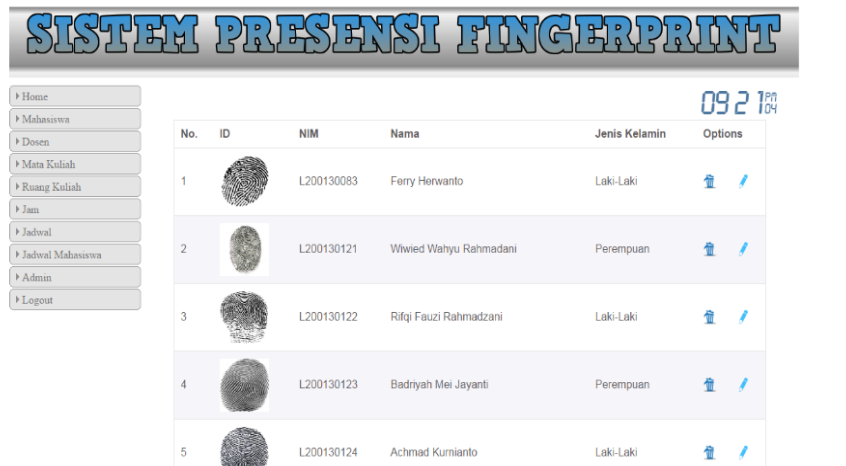 SISTEM PRESENSI FINGERPRINT
Home
Mahasiswa
Dosen
Mata Kuliah
Ruang Kuliah
Jam
Jadwal
Jadwal Mahasiswa
Admin
Logout
09 21 PM 04
No. ID NIM Nama Jenis Kelamin Options
1 L200130083 Ferry Herwanto Laki-Laki
2 L200130121 Wiwied Wahyu Rahmadani Perempuan
3 L200130122 Rifqi Fauzi Rahmadzani Laki-Laki
4 L200130123 Badriyah Mei Jayanti Perempuan
5 L200130124 Achmad Kurnianto Laki-Laki